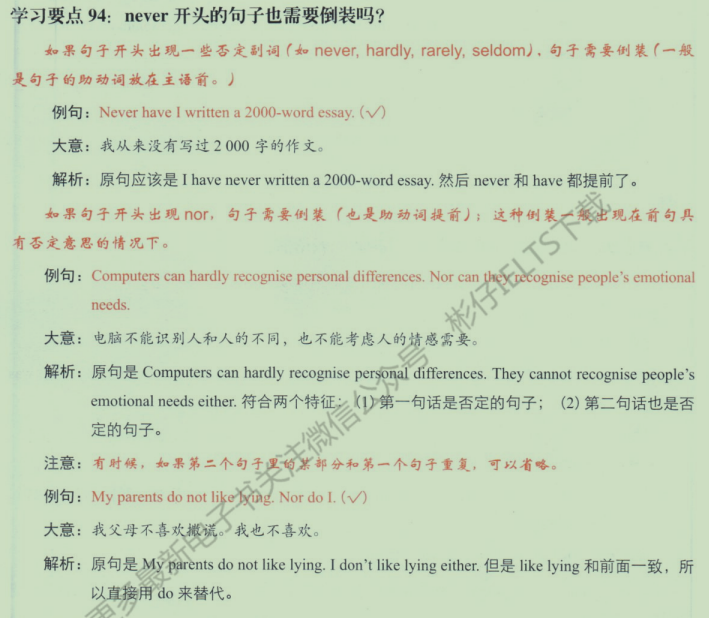 学习要点 94：never 开头的句子也需要倒装吗？
如果句子开头出现一些否定副词（如 never, hardly, rarely, seldom）、句子需要倒装（一般
是句子的助动词放在主语前。）
例句：Never have I written a 2000-word essay. (√)
大意：我从来没有写过 2 000 字的作文。
解析：原句应该是 I have never written a 2000-word essay. 然后 never 和 have 都提前了。
如果句子开头出现 nor，句子需要倒装（也是助动词提前）；这种倒装一般出现在前句具
有否定意思的情况下。
例句：Computers can hardly recognise personal differences. Nor can they recognise people's emotional
needs.
大意：电脑不能识别人和人的不同，也不能考虑人的情感需要。
解析：原句是 Computers can hardly recognise personal differences. They cannot recognise people's
emotional needs either. 符合两个特征：(1) 第一句话是否定的句子；(2) 第二句话也是否
定的句子。
注意：有时候，如果第二个句子里的某部分和第一个句子重复，可以省略。
例句：My parents do not like lying. Nor do I. (√)
大意：我父母不喜欢撒谎。我也不喜欢。
解析：原句是 My parents do not like lying. I don't like lying either. 但是 like lying 和前面一致，所
以直接用 do 来替代。
更多最新电子书关注微信公众号 彬仔IELTS下载